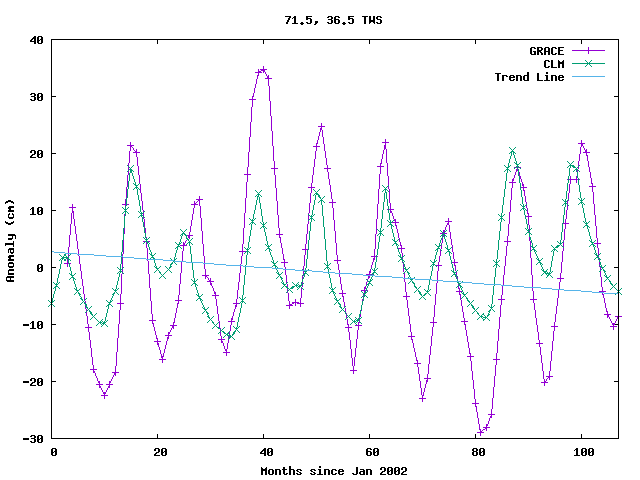 71.5, 36.5 TWS
GRACE
CLM
Trend Line
40
30
20
10
0
-10
-20
-30
Anomaly (cm)
0 20 40 60 80 100
Months since Jan 2002